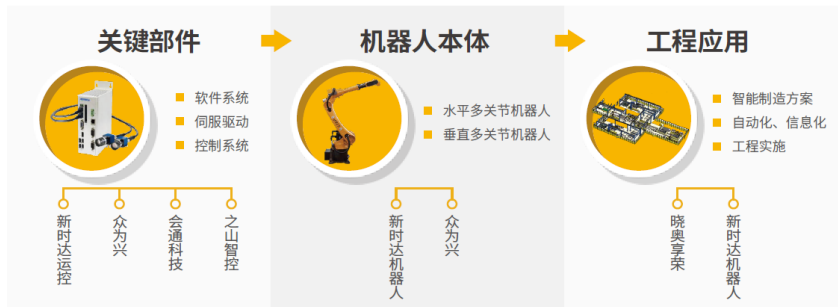 关键部件
软件系统
伺服驱动
控制系统
新时达运控
众为兴
会通科技
之山智控
机器人本体
水平多关节机器人
垂直多关节机器人
新时达机器人
众为兴
工程应用
智能制造方案
自动化、信息化
工程实施
晓奥享荣
新时达机器人